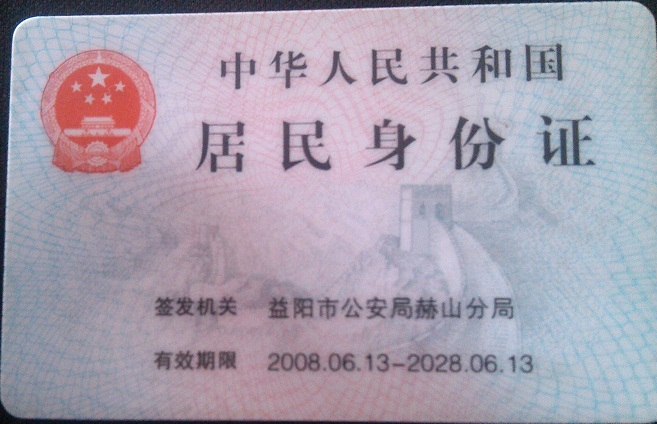 中华人民共和国
居民身份证
签发机关 益阳市公安局赫山分局
有效期限 2008.06.13-2028.06.13